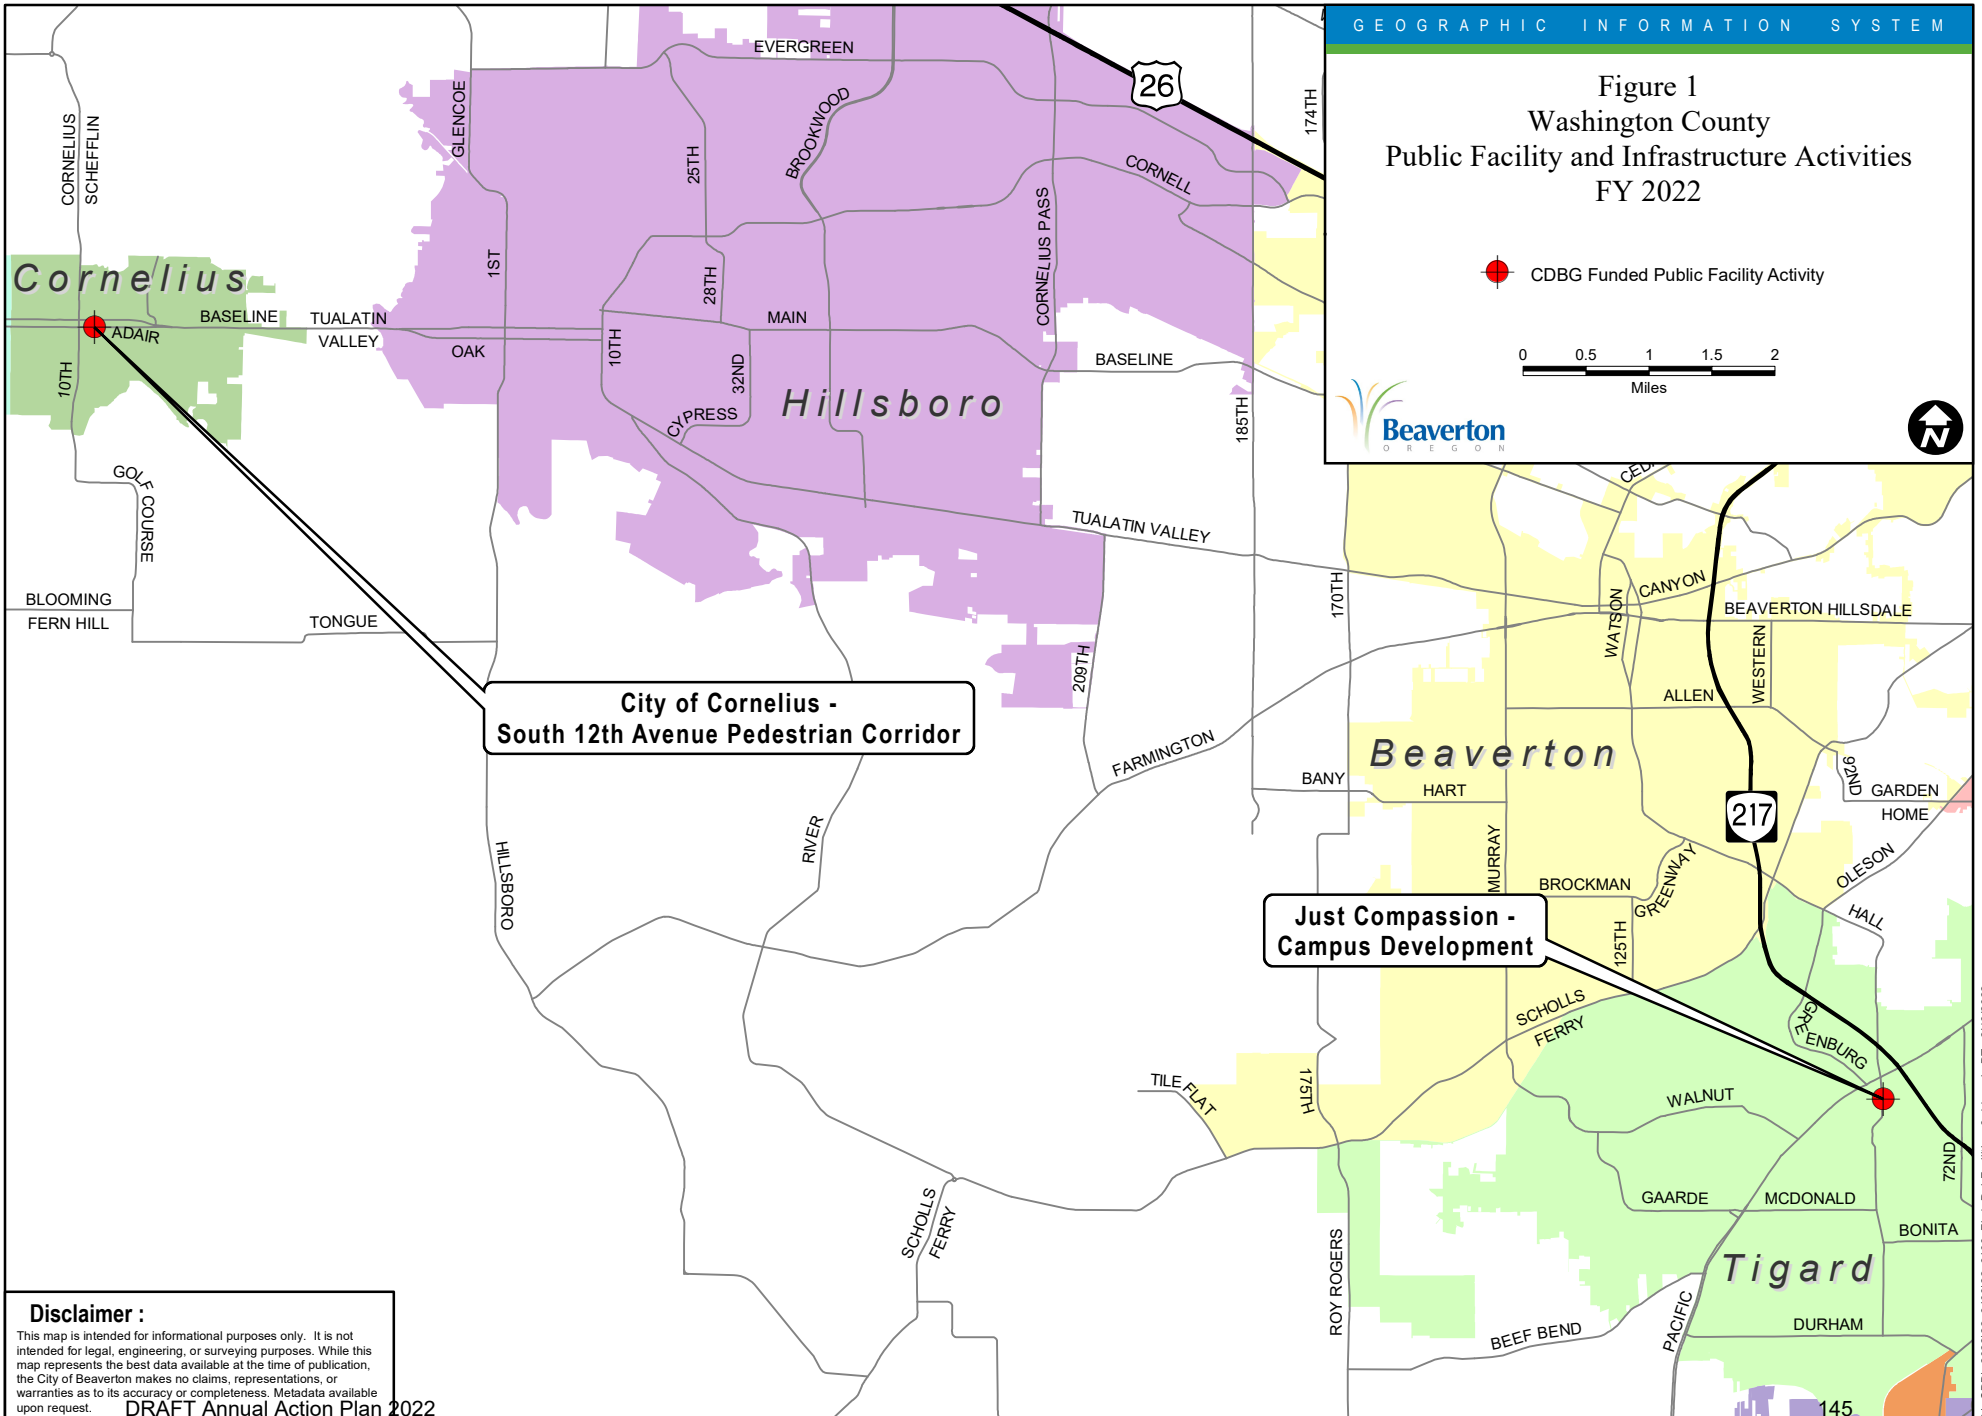 GEOGRAPHIC INFORMATION SYSTEM
Figure 1
Washington County
Public Facility and Infrastructure Activities
FY 2022
CDBG Funded Public Facility Activity
0 0.5 1 1.5 2
Miles
Beaverton
OREGON
N
26
EVERGREEN
174TH
CORNELIUS
SCHEFFLIN
GLENCOE
25TH
BROOKWOOD
CORNELL
CORNELIUS PASS
1ST
28TH
Cornelius
BASELINE
TUALATIN
VALLEY
ADAIR
OAK
MAIN
10TH
10TH
32ND
BASELINE
CYPRESS
Hillsboro
185TH
GOLF COURSE
TUALATIN VALLEY
170TH
CANYON
WATSON
BEAVERTON HILLSDALE
WESTERN
BLOOMING
FERN HILL
TONGUE
209TH
ALLEN
City of Cornelius -
South 12th Avenue Pedestrian Corridor
FARMINGTON
Beaverton
BANY
HART
92ND
GARDEN
HOME
217
HILLSBORO
RIVER
MURRAY
BROCKMAN
GREENWAY
OLESON
HALL
125TH
Just Compassion -
Campus Development
SCHOLLS
FERRY
GREENBURG
TILE FLAT
175TH
WALNUT
72ND
GAARDE
MCDONALD
BONITA
SCHOLLS
FERRY
ROY ROGERS
Tigard
PACIFIC
BEEF BEND
DURHAM
Disclaimer :
This map is intended for informational purposes only. It is not
intended for legal, engineering, or surveying purposes. While this
map represents the best data available at the time of publication,
the City of Beaverton makes no claims, representations, or
warranties as to its accuracy or completeness. Metadata available
upon request.
DRAFT Annual Action Plan 2022
145